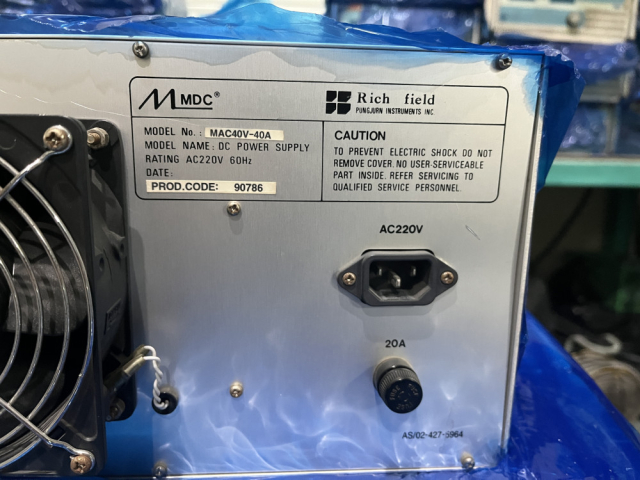 MDC®
Rich field
PUNGJUN INSTRUMENTS INC
MODEL No.: MAC40V-40A
MODEL NAME: DC POWER SUPPLY
RATING AC220V 60Hz
DATE:
PROD.CODE: 90786
CAUTION
TO PREVENT ELECTRIC SHOCK DO NOT
REMOVE COVER. NO USER-SERVICEABLE
PART INSIDE. REFER SERVICING TO
QUALIFIED SERVICE PERSONNEL.
AC220V
20A
AS/02-427-5964